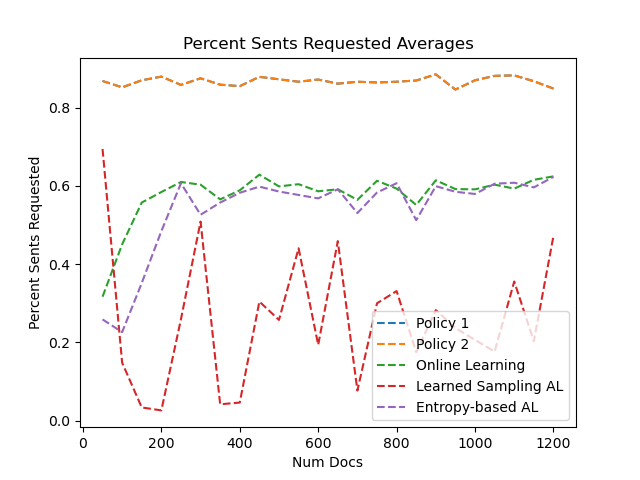 Percent Sents Requested Averages
Percent Sents Requested
0.8
0.6
0.4
0.2
0.0
0
200
400
600
800
1000
1200
Num Docs
Policy 1
Policy 2
Online Learning
Learned Sampling AL
Entropy-based AL